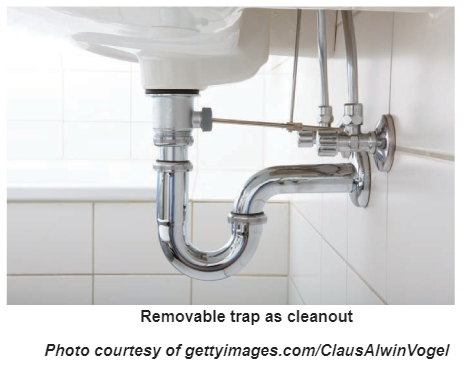 Removable trap as cleanout
Photo courtesy of gettyimages.com/ClausAlwinVogel